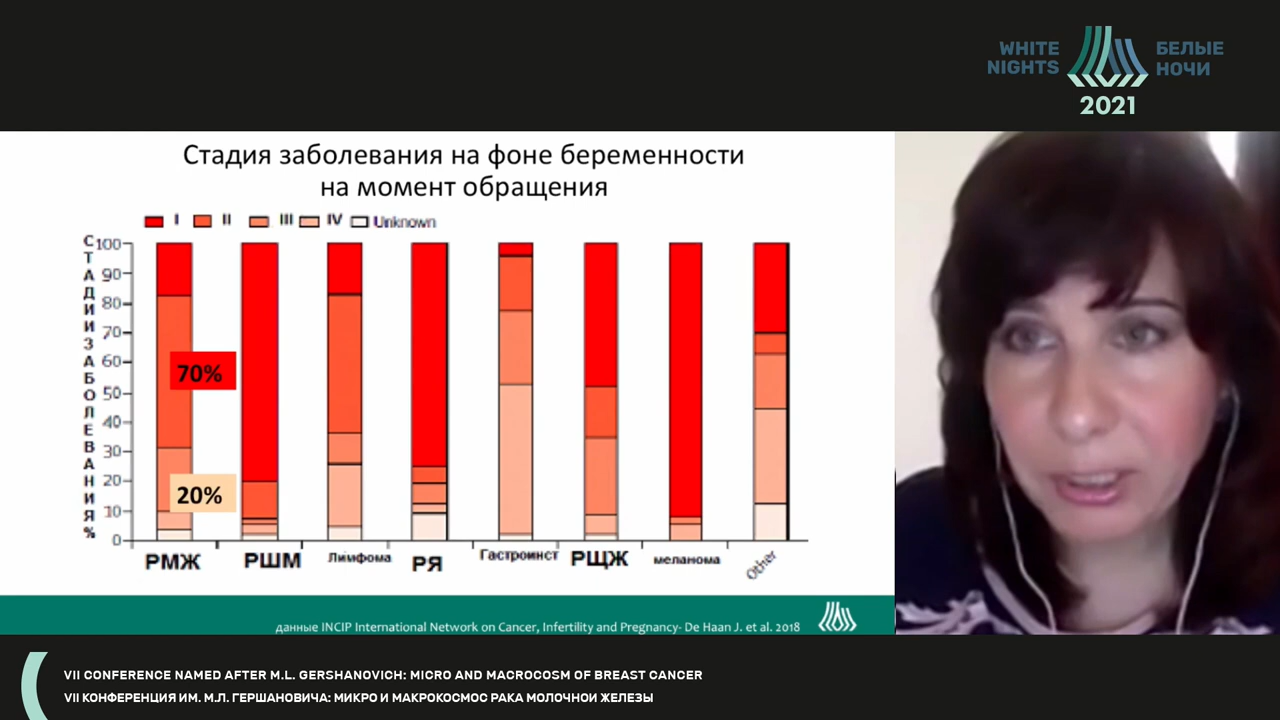 WHITE NIGHTS
БЕЛЫЕ НОЧИ
2021
Стадия заболевания на фоне беременности
на момент обращения
I II III IV Unknown
СТАДИИ ЗАБОЛЕВАНИЯ %
100
90
80
70
60
50
40
30
20
10
0
70%
20%
РМЖ РШМ Лимфома РЯ Гастроинст РЩЖ меланома Other
данные INCIP International Network on Cancer, Infertility and Pregnancy- De Haan J. et al. 2018
VII CONFERENCE NAMED AFTER M.L. GERSHANOVICH: MICRO AND MACROCOSM OF BREAST CANCER
VII КОНФЕРЕНЦИЯ ИМ. М.Л. ГЕРШАНОВИЧА: МИКРО И МАКРОКОСМОС РАКА МОЛОЧНОЙ ЖЕЛЕЗЫ